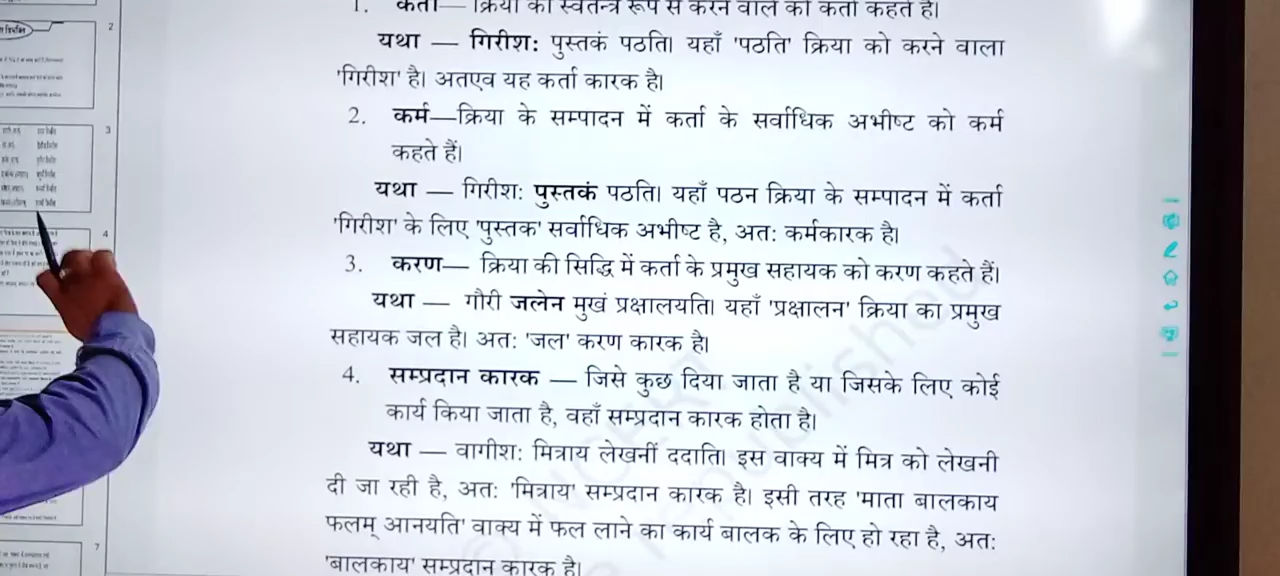 1. कर्ता— क्रिया को स्वतन्त्र रूप से करने वाले को कर्ता कहते हैं।
यथा — गिरीश: पुस्तकं पठति। यहाँ 'पठति' क्रिया को करने वाला
'गिरीश' है। अतएव यह कर्ता कारक है।
2. कर्म—क्रिया के सम्पादन में कर्ता के सर्वाधिक अभीष्ट को कर्म
कहते हैं।
यथा — गिरीश: पुस्तकं पठति। यहाँ पठन क्रिया के सम्पादन में कर्ता
'गिरीश' के लिए 'पुस्तक' सर्वाधिक अभीष्ट है, अत: कर्मकारक है।
3. करण— क्रिया की सिद्धि में कर्ता के प्रमुख सहायक को करण कहते हैं।
यथा — गौरी जलेन मुखं प्रक्षालयति। यहाँ 'प्रक्षालन' क्रिया का प्रमुख
सहायक जल है। अत: 'जल' करण कारक है।
4. सम्प्रदान कारक — जिसे कुछ दिया जाता है या जिसके लिए कोई
कार्य किया जाता है, वहाँ सम्प्रदान कारक होता है।
यथा — वागीश: मित्राय लेखनीं ददाति। इस वाक्य में मित्र को लेखनी
दी जा रही है, अत: 'मित्राय' सम्प्रदान कारक है। इसी तरह 'माता बालकाय
फलम् आनयति' वाक्य में फल लाने का कार्य बालक के लिए हो रहा है, अत:
'बालकाय' सम्प्रदान कारक है।
2
3
4
7